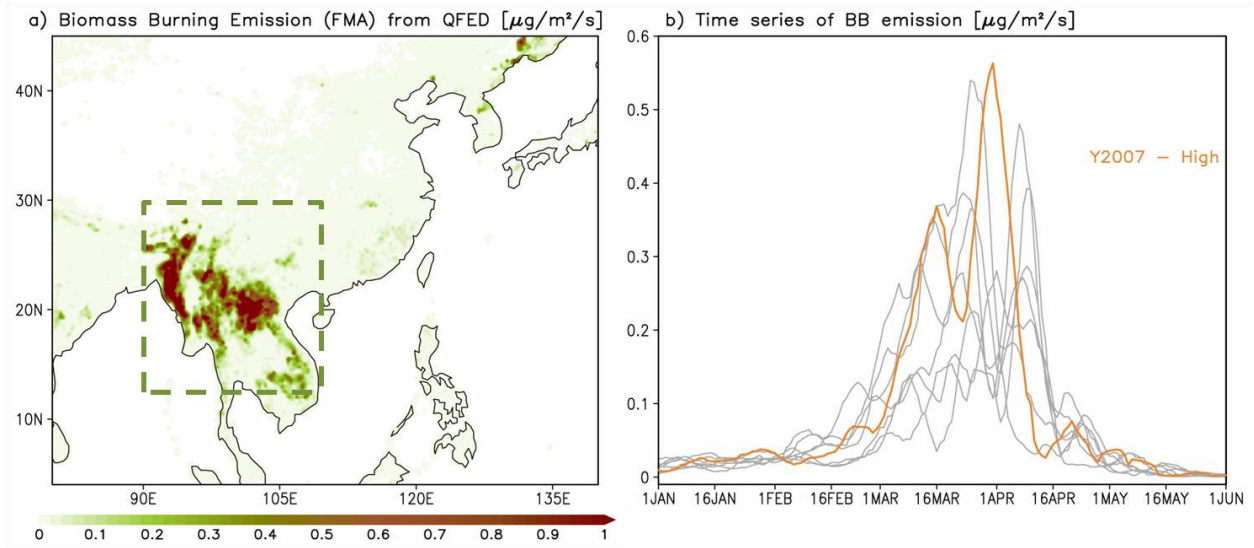 a) Biomass Burning Emission (FMA) from QFED [μg/m²/s]
40N
30N
20N
10N
90E 105E 120E 135E
0 0.1 0.2 0.3 0.4 0.5 0.6 0.7 0.8 0.9 1
b) Time series of BB emission [μg/m²/s]
0.6
0.5
0.4
0.3
0.2
0.1
0
Y2007 – High
1JAN 16JAN 1FEB 16FEB 1MAR 16MAR 1APR 16APR 1MAY 16MAY 1JUN